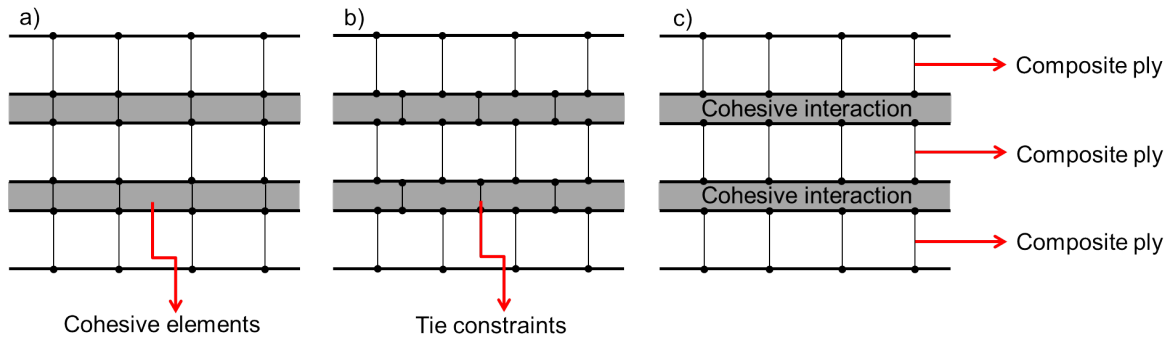 a)
b)
c)
Composite ply
Cohesive interaction
Composite ply
Cohesive interaction
Composite ply
Cohesive elements
Tie constraints